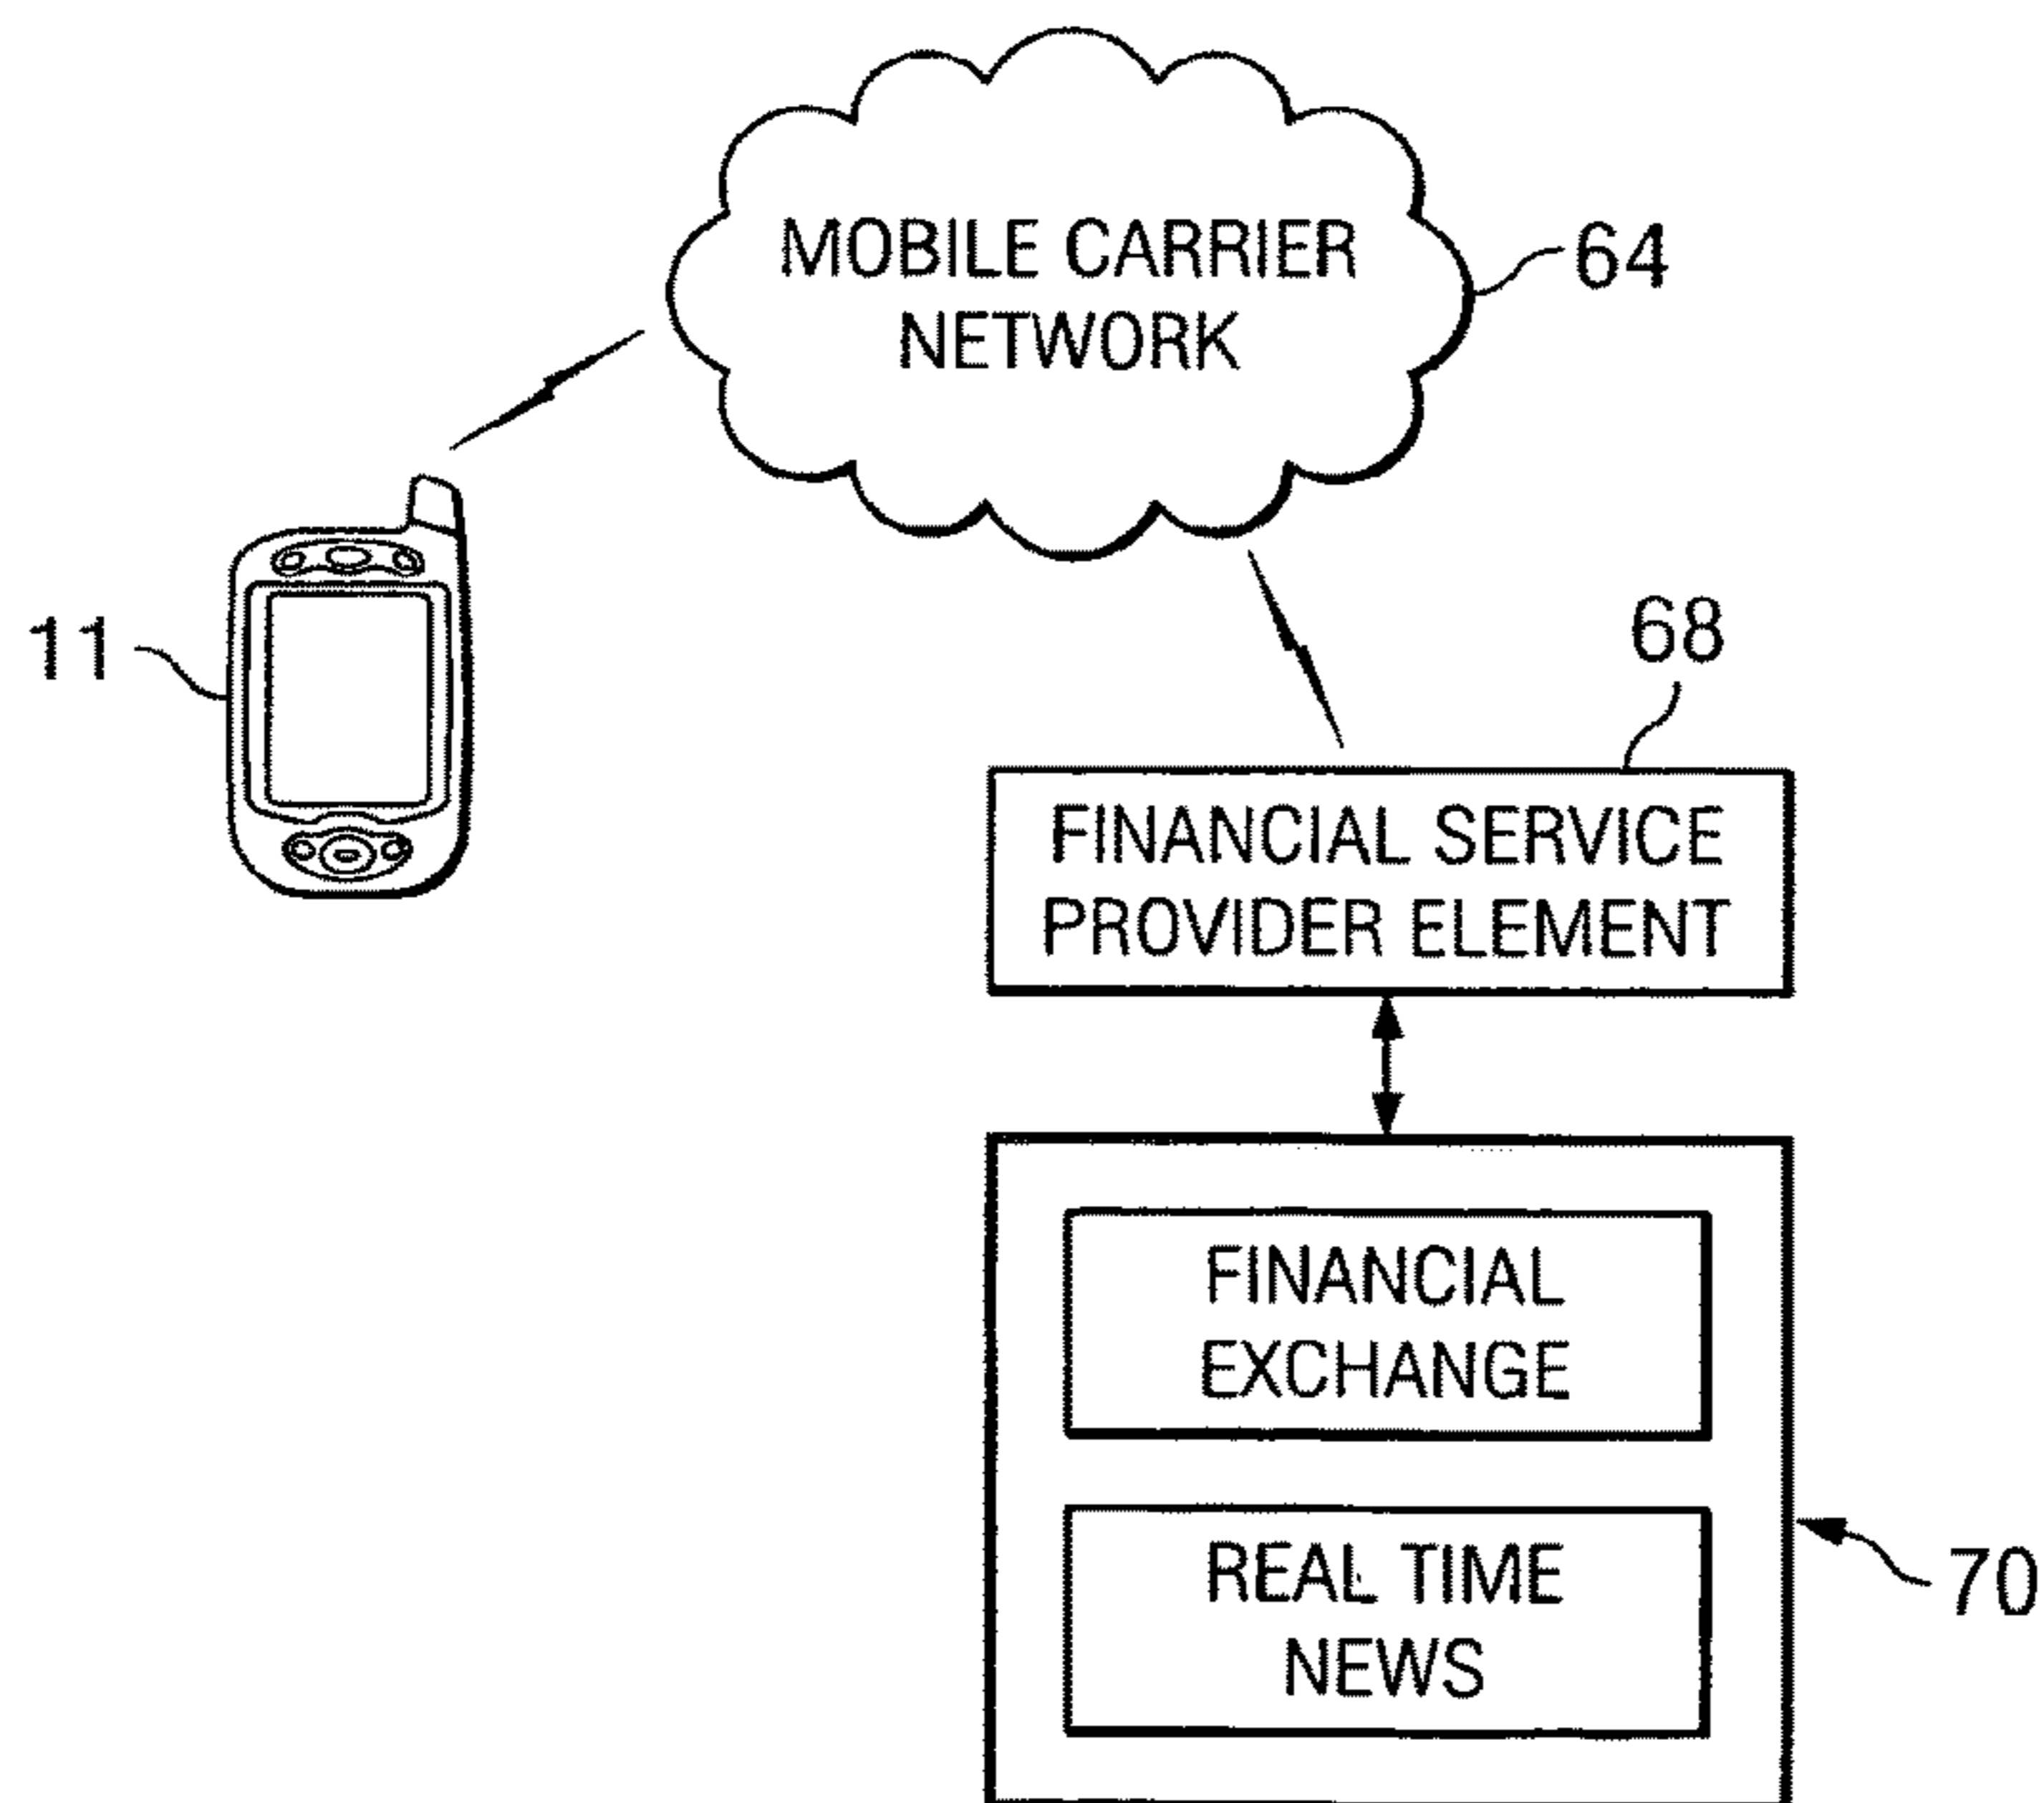 MOBILE CARRIER
NETWORK
64
11
68
FINANCIAL SERVICE
PROVIDER ELEMENT
FINANCIAL
EXCHANGE
REAL TIME
NEWS
70